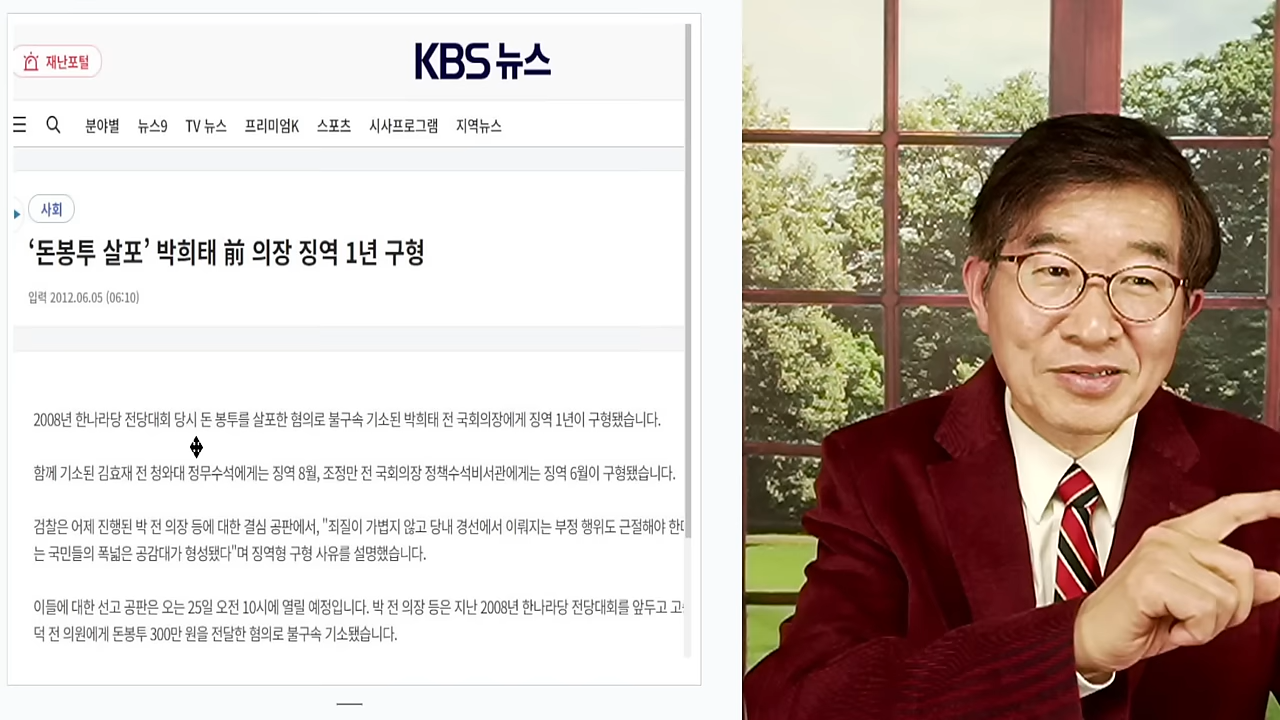 재난포털
KBS 뉴스
분야별 뉴스9 TV 뉴스 프리미엄K 스포츠 시사프로그램 지역뉴스
사회
‘돈봉투 살포’ 박희태 前 의장 징역 1년 구형
입력 2012.06.05 (06:10)
2008년 한나라당 전당대회 당시 돈 봉투를 살포한 혐의로 불구속 기소된 박희태 전 국회의장에게 징역 1년이 구형됐습니다.
함께 기소된 김효재 전 청와대 정무수석에게는 징역 8월, 조정만 전 국회의장 정책수석비서관에게는 징역 6월이 구형됐습니다.
검찰은 어제 진행된 박 전 의장 등에 대한 결심 공판에서, "죄질이 가볍지 않고 당내 경선에서 이뤄지는 부정 행위도 근절해야 한다
는 국민들의 폭넓은 공감대가 형성됐다"며 징역형 구형 사유를 설명했습니다.
이들에 대한 선고 공판은 오는 25일 오전 10시에 열릴 예정입니다. 박 전 의장 등은 지난 2008년 한나라당 전당대회를 앞두고 고승
덕 전 의원에게 돈봉투 300만 원을 전달한 혐의로 불구속 기소됐습니다.